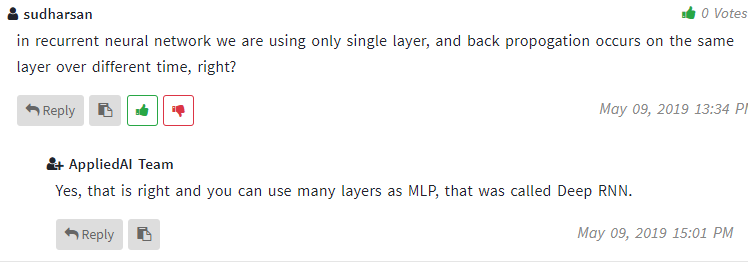 sudharsan
0 Votes
in recurrent neural network we are using only single layer, and back propogation occurs on the same
layer over different time, right?
Reply
May 09, 2019 13:34
AppliedAI Team
Yes, that is right and you can use many layers as MLP, that was called Deep RNN.
Reply
May 09, 2019 15:01 PM